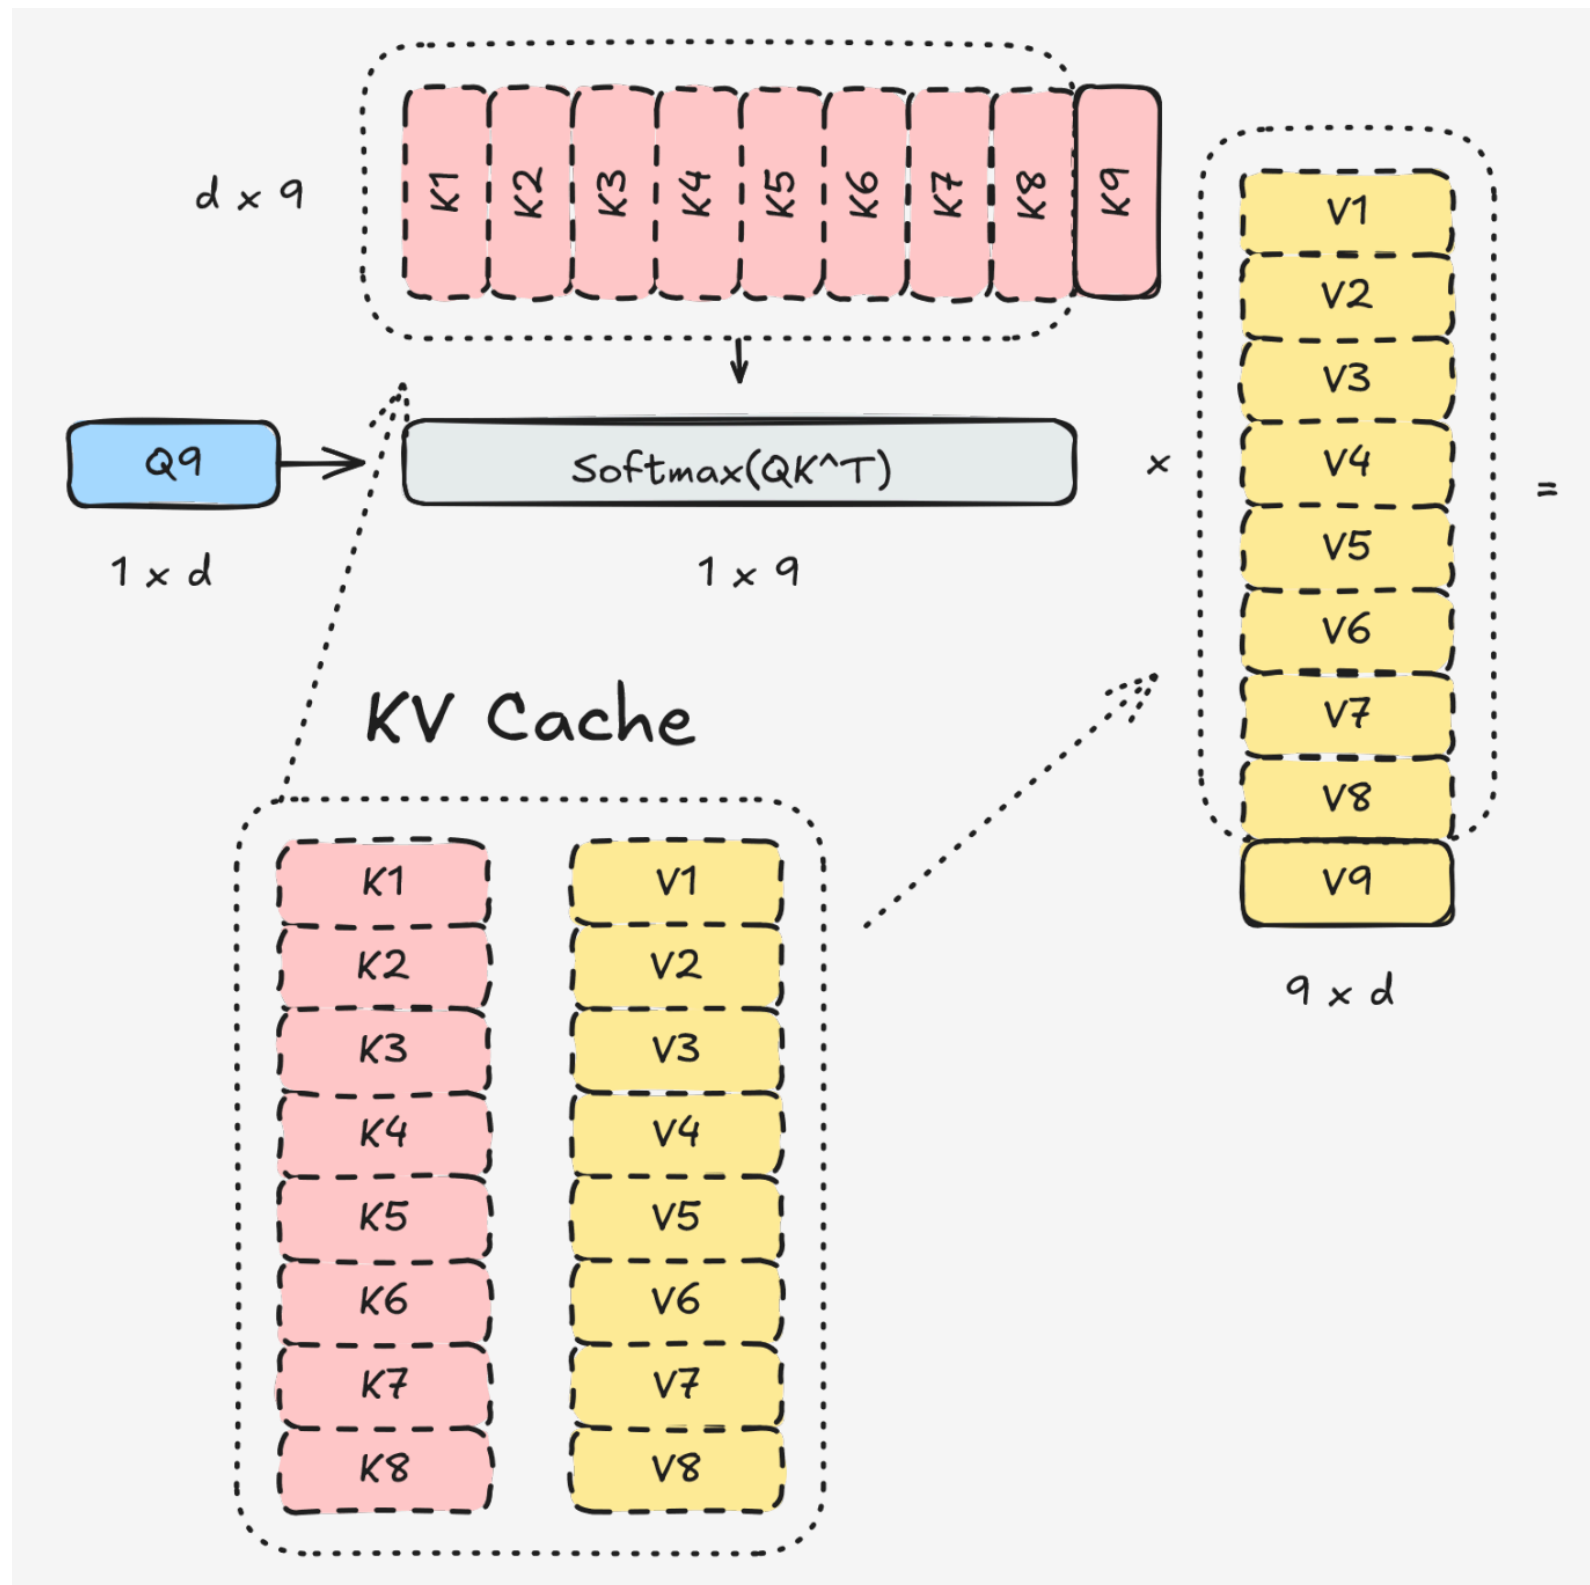 K1 K2 K3 K4 K5 K6 K7 K8 K9
d x 9
Q9
Softmax(QK^T)
x
=
1 x d
1 x 9
V1
V2
V3
V4
V5
V6
V7
V8
V9
9 x d
KV Cache
K1 V1
K2 V2
K3 V3
K4 V4
K5 V5
K6 V6
K7 V7
K8 V8